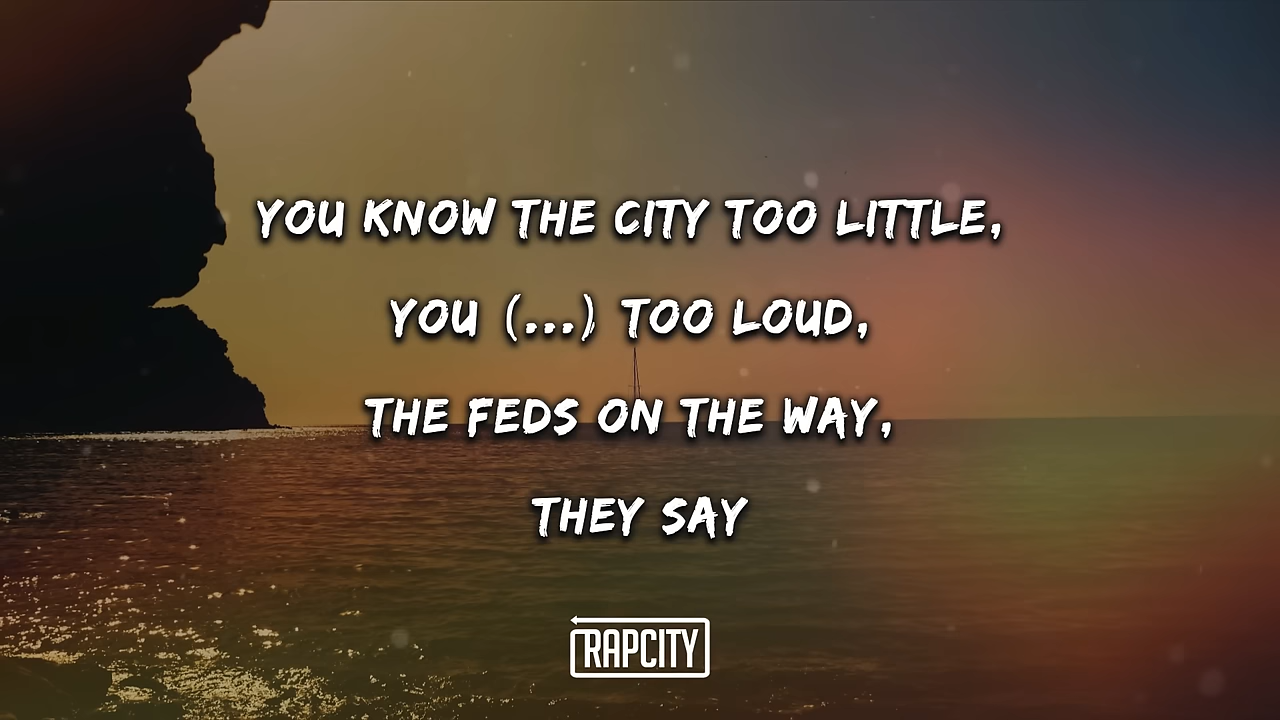 YOU KNOW THE CITY TOO LITTLE,
YOU (...) TOO LOUD,
THE FEDS ON THE WAY,
THEY SAY
RAPCITY